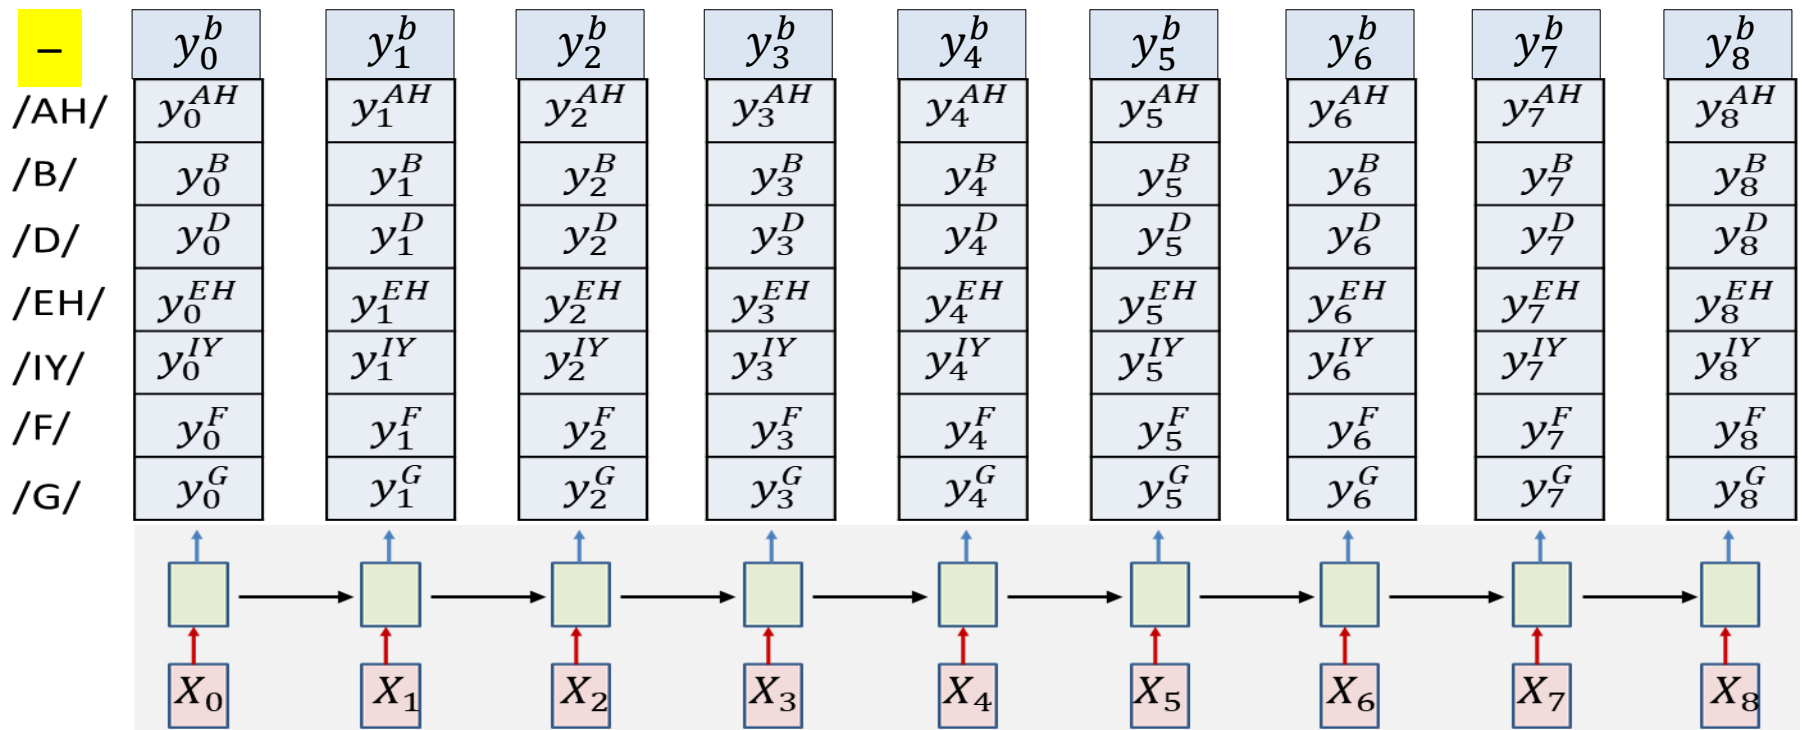 – y_0^b y_1^b y_2^b y_3^b y_4^b y_5^b y_6^b y_7^b y_8^b
/AH/ y_0^{AH} y_1^{AH} y_2^{AH} y_3^{AH} y_4^{AH} y_5^{AH} y_6^{AH} y_7^{AH} y_8^{AH}
/B/ y_0^B y_1^B y_2^B y_3^B y_4^B y_5^B y_6^B y_7^B y_8^B
/D/ y_0^D y_1^D y_2^D y_3^D y_4^D y_5^D y_6^D y_7^D y_8^D
/EH/ y_0^{EH} y_1^{EH} y_2^{EH} y_3^{EH} y_4^{EH} y_5^{EH} y_6^{EH} y_7^{EH} y_8^{EH}
/IY/ y_0^{IY} y_1^{IY} y_2^{IY} y_3^{IY} y_4^{IY} y_5^{IY} y_6^{IY} y_7^{IY} y_8^{IY}
/F/ y_0^F y_1^F y_2^F y_3^F y_4^F y_5^F y_6^F y_7^F y_8^F
/G/ y_0^G y_1^G y_2^G y_3^G y_4^G y_5^G y_6^G y_7^G y_8^G
X_0 X_1 X_2 X_3 X_4 X_5 X_6 X_7 X_8